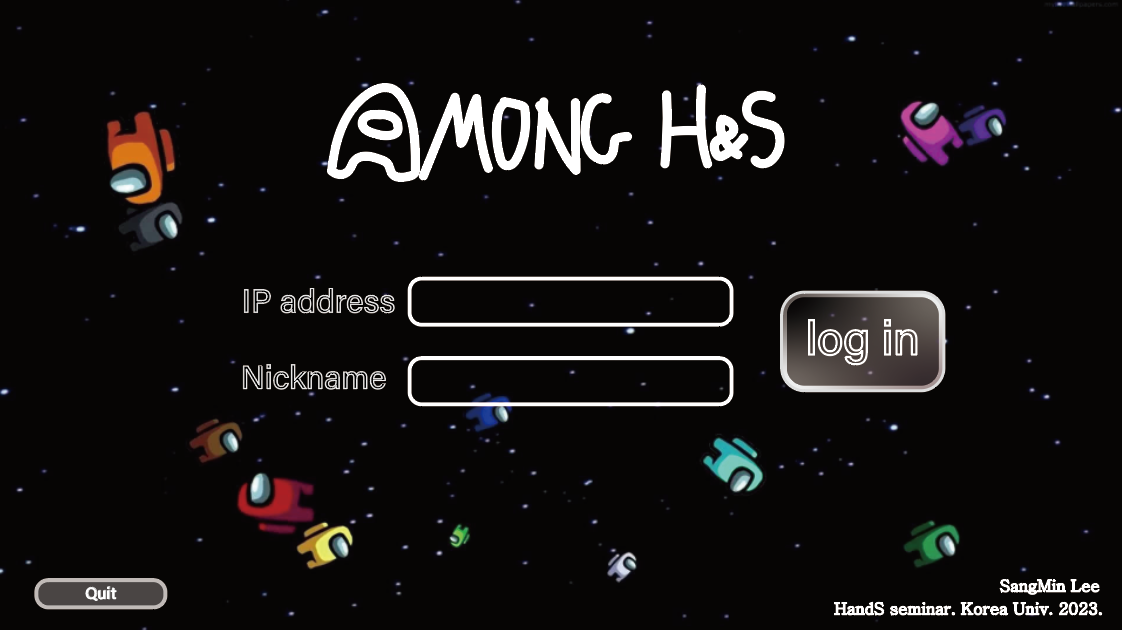 AMONG H&S
IP address
Nickname
log in
Quit
SangMin Lee
HandS seminar. Korea Univ. 2023.